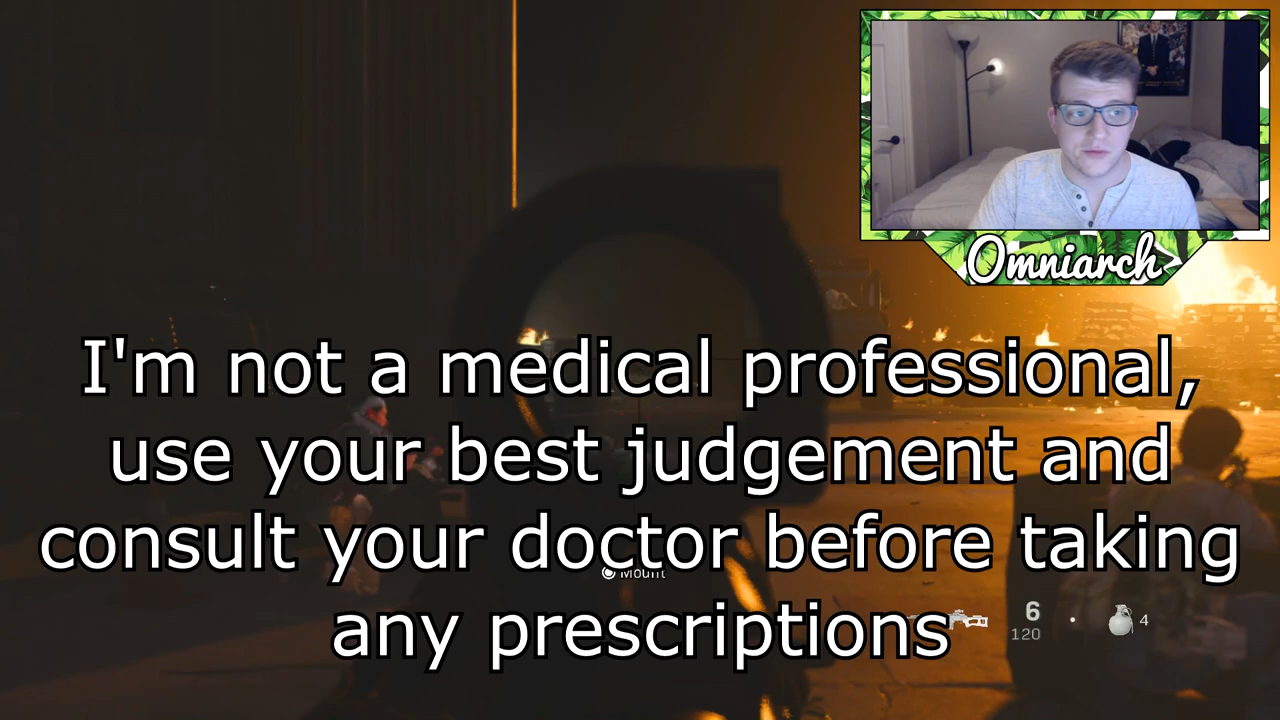 Omniarch
I'm not a medical professional,
use your best judgement and
consult your doctor before taking
Mount
any prescriptions
6
120
4